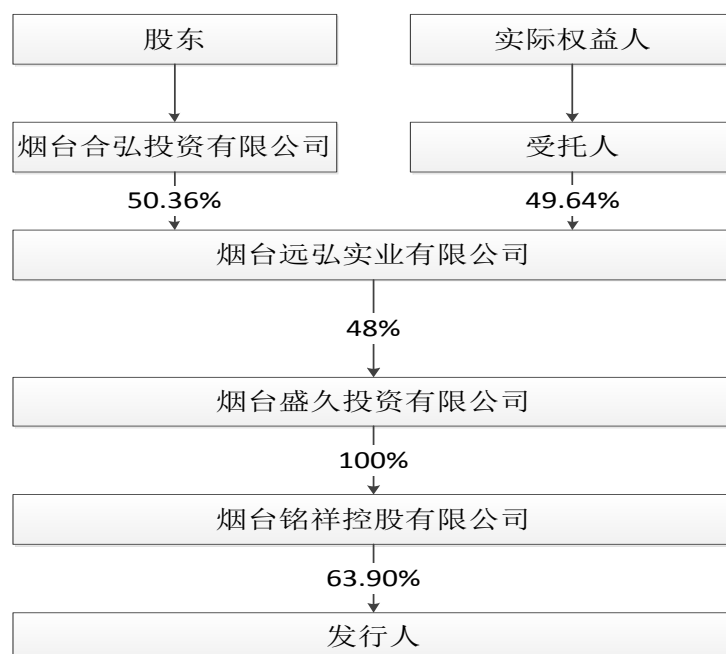 股东
实际权益人
烟台合弘投资有限公司
受托人
50.36%
49.64%
烟台远弘实业有限公司
48%
烟台盛久投资有限公司
100%
烟台铭祥控股有限公司
63.90%
发行人